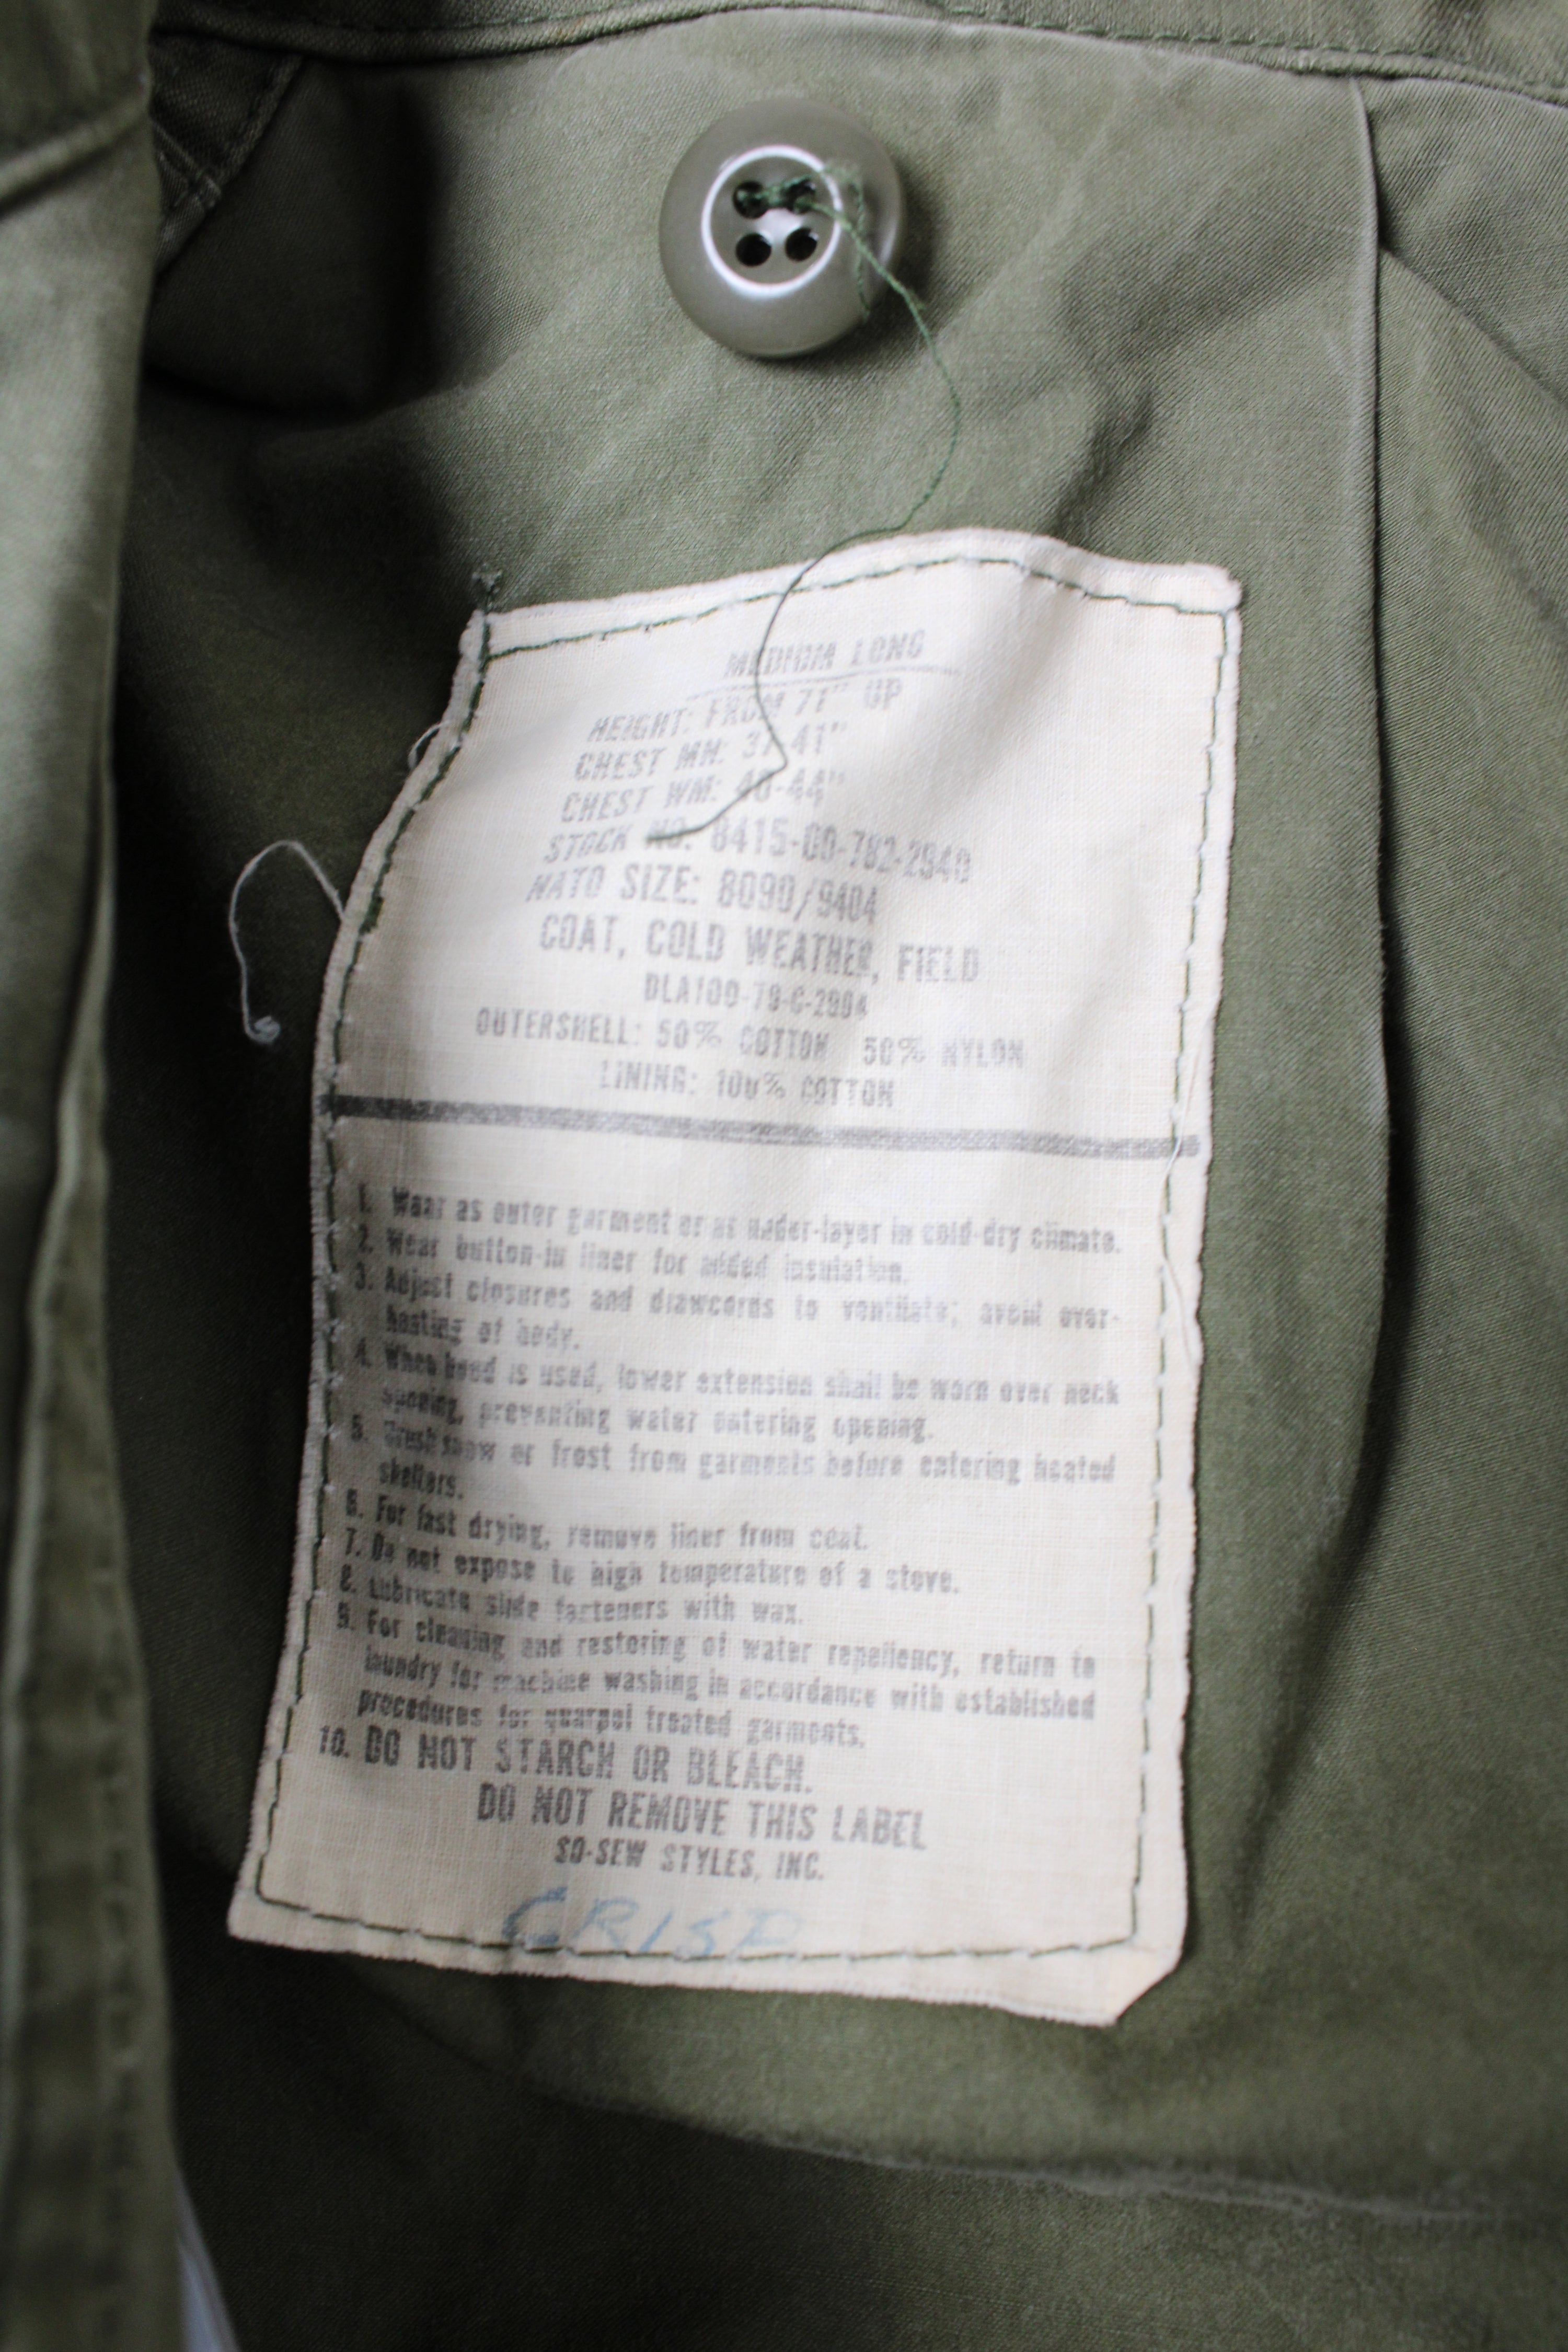 MEDIUM LONG
HEIGHT: FROM 71" UP
CHEST MH: 37-41"
CHEST WM: 40-44"
STOCK NO. 8415-00-782-2940
NATO SIZE: 8090/9404
COAT, COLD WEATHER, FIELD
DLA100-79-C-2904
OUTERSHELL: 50% COTTON 50% NYLON
LINING: 100% COTTON
1. Wear as outer garment or as under-layer in cold-dry climate.
2. Wear button-in liner for added insulation.
3. Adjust closures and drawcords to ventilate; avoid over-
heating of body.
4. When hood is used, lower extension shall be worn over neck
opening, preventing water entering opening.
5. Brush snow or frost from garments before entering heated
shelters.
6. For fast drying, remove liner from coat.
7. Do not expose to high temperature of a stove.
8. Lubricate slide fasteners with wax.
9. For cleaning and restoring of water repellency, return to
laundry for machine washing in accordance with established
procedures for quarpel treated garments.
10. DO NOT STARCH OR BLEACH.
DO NOT REMOVE THIS LABEL
SO-SEW STYLES, INC.
CRISP